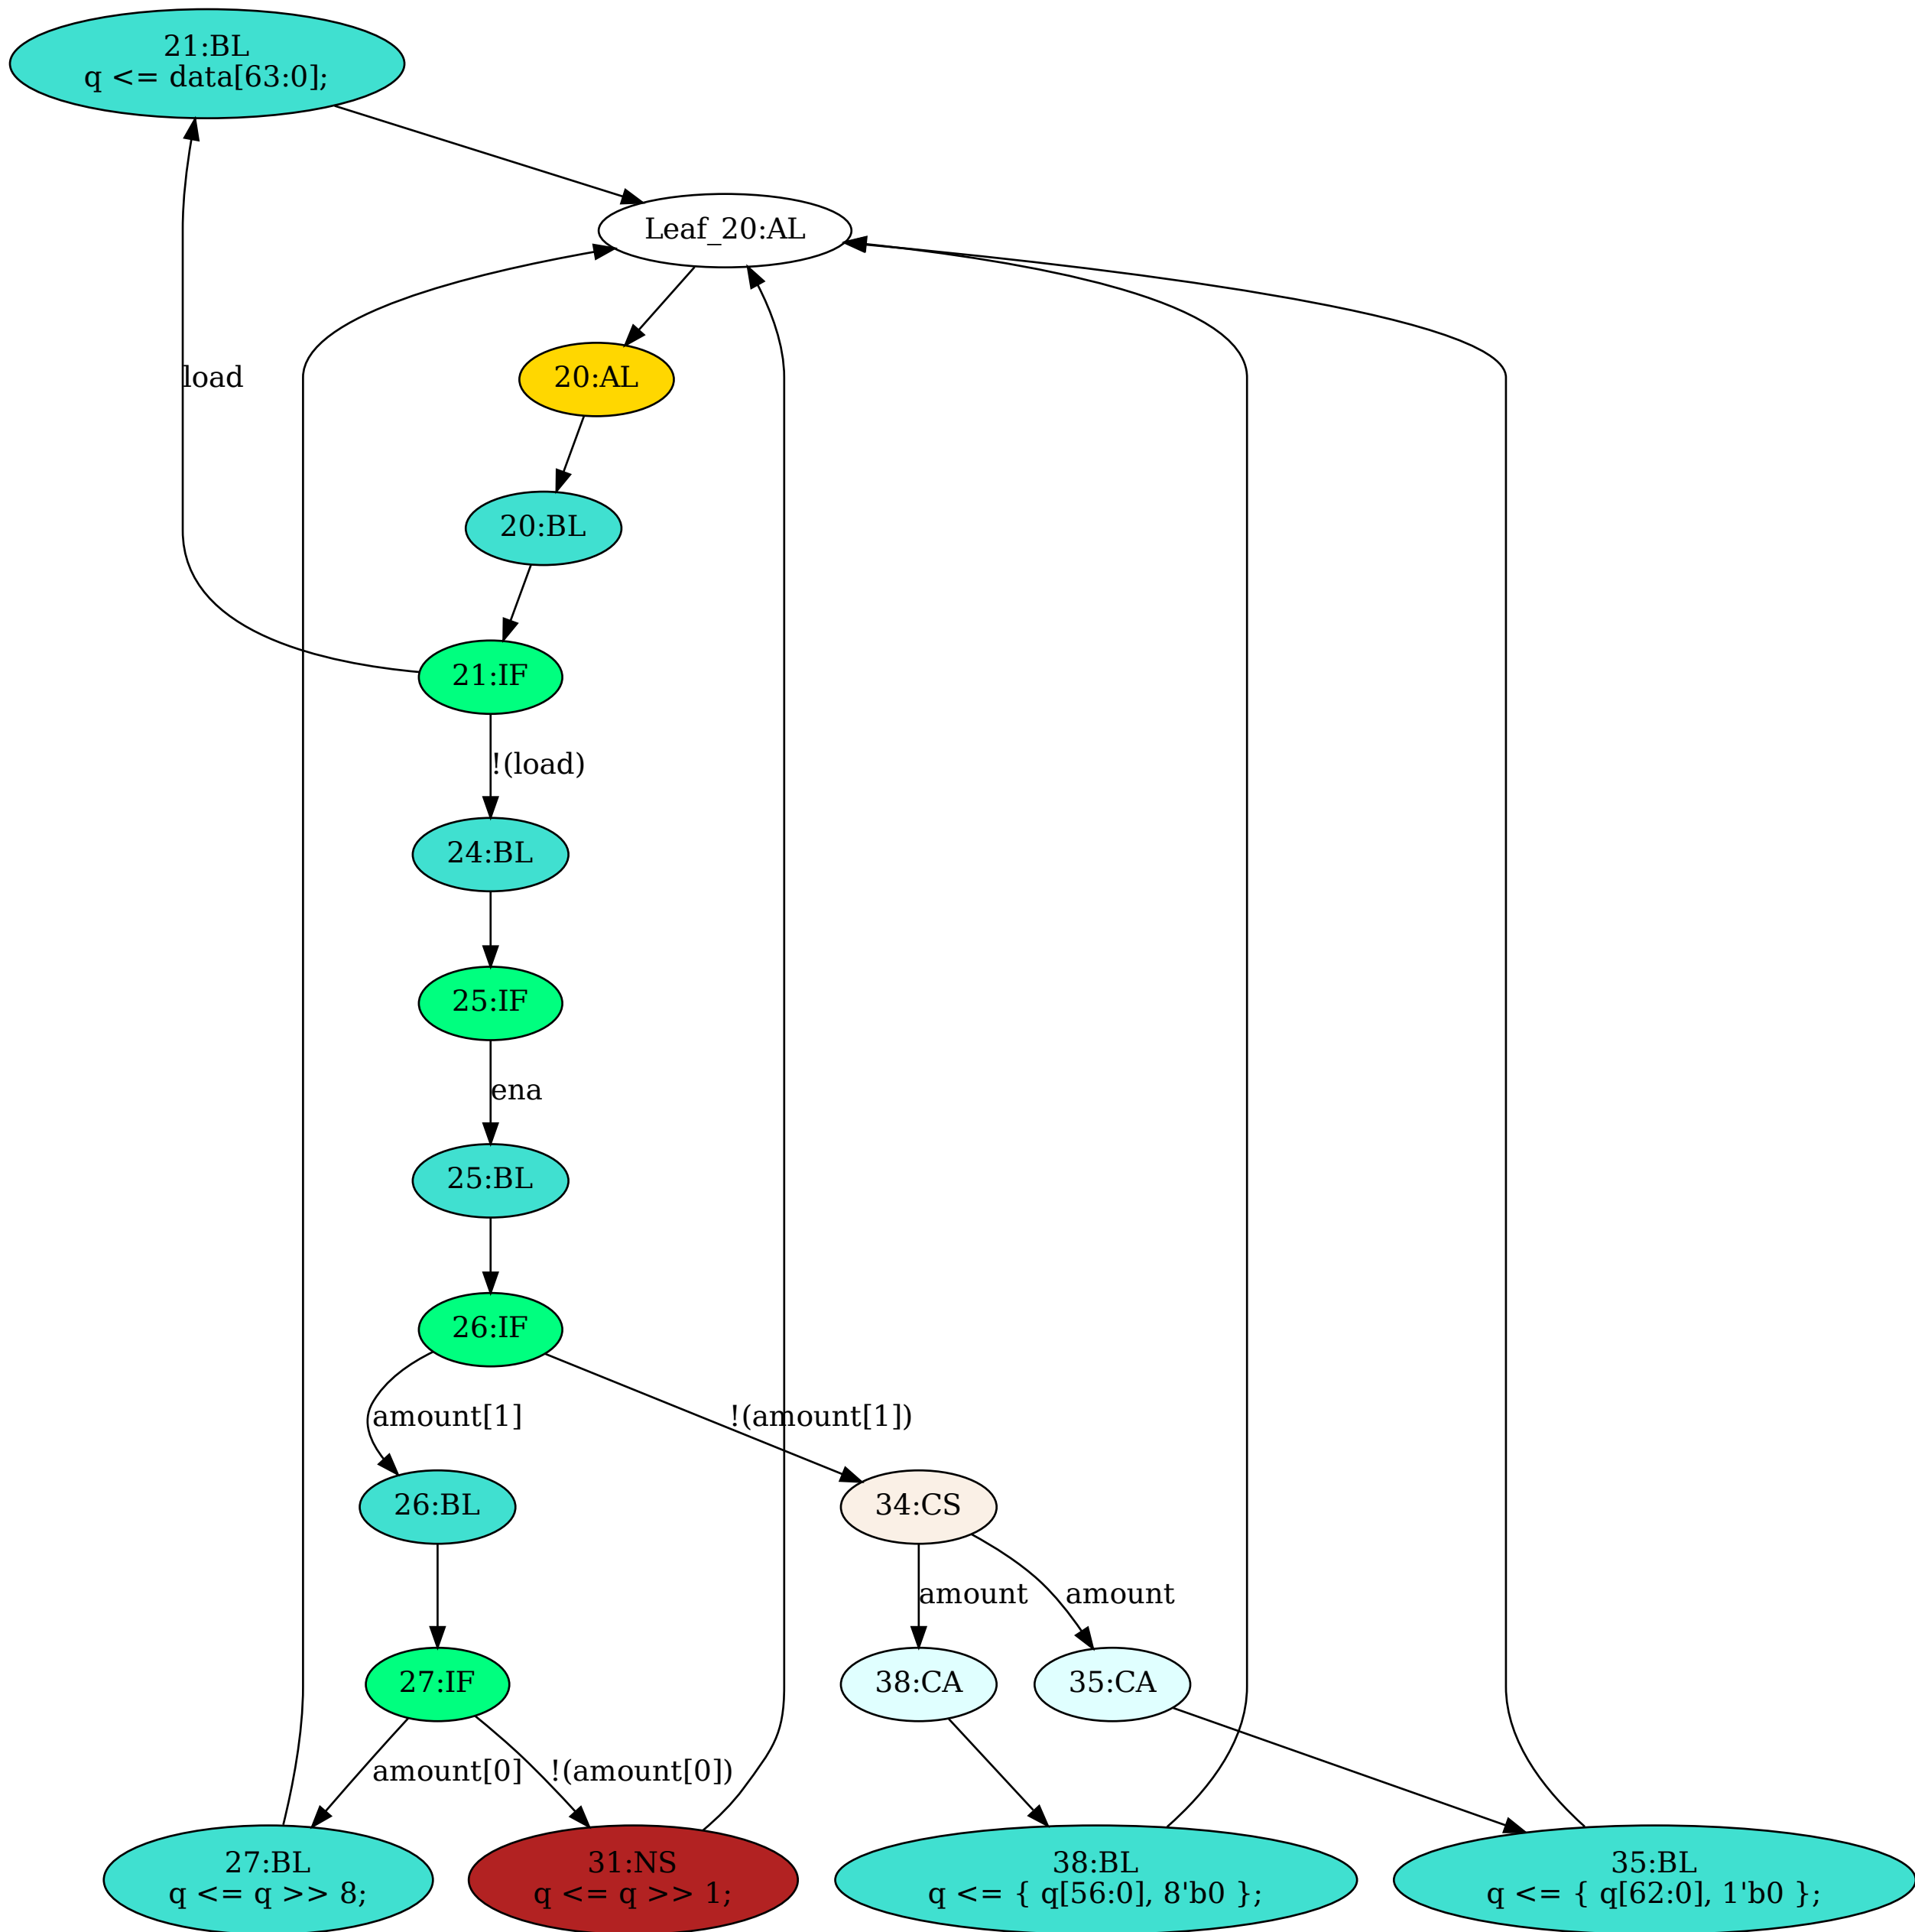 21:BL
q <= data[63:0];
Leaf_20:AL
load
20:AL
20:BL
21:IF
!(load)
24:BL
25:IF
ena
25:BL
26:IF
amount[1]
!(amount[1])
26:BL
34:CS
amount
amount
27:IF
38:CA
35:CA
amount[0]
!(amount[0])
27:BL
q <= q >> 8;
31:NS
q <= q >> 1;
38:BL
q <= { q[56:0], 8'b0 };
35:BL
q <= { q[62:0], 1'b0 };